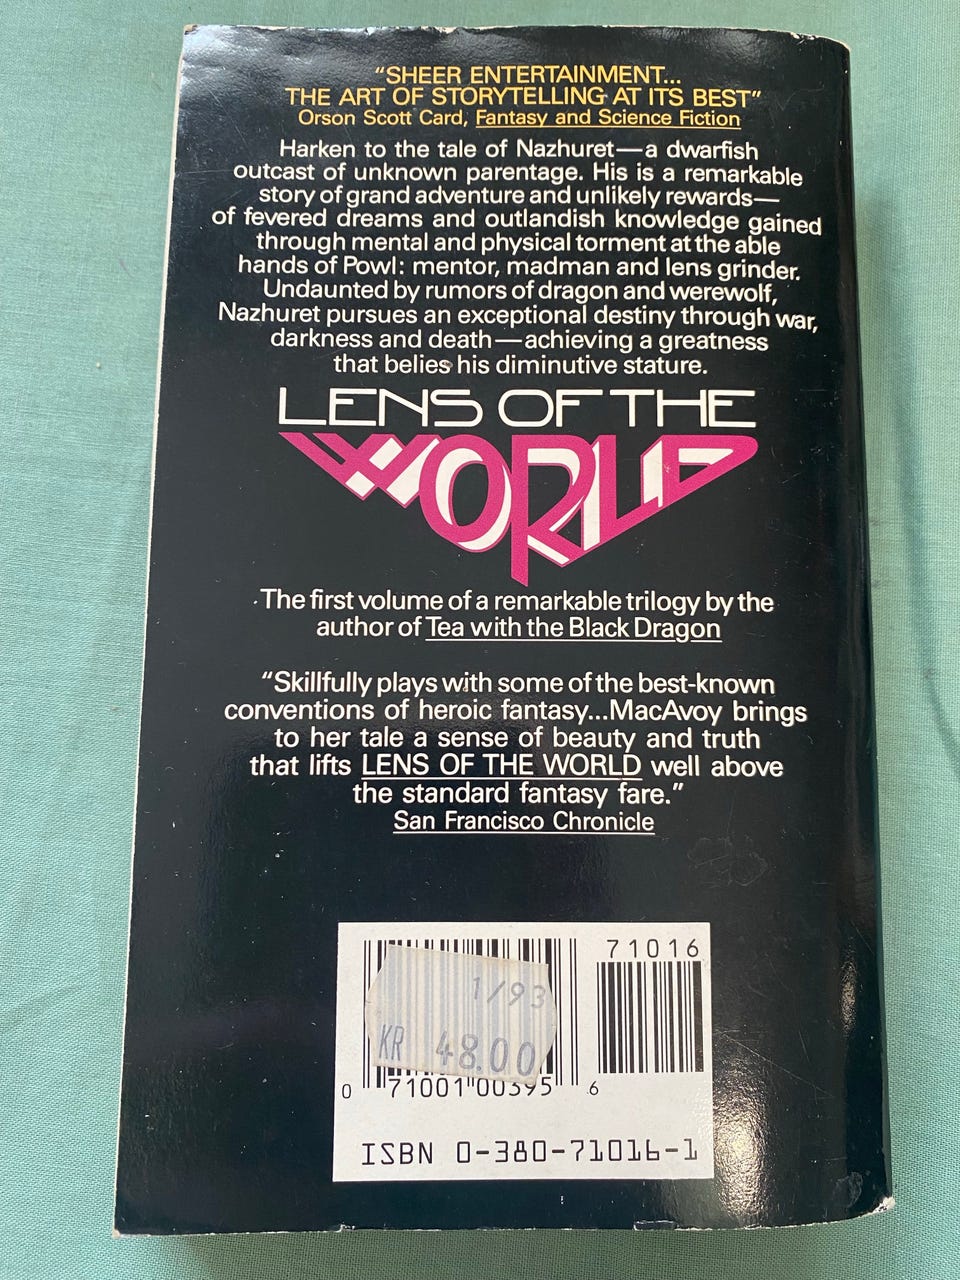 “SHEER ENTERTAINMENT...
THE ART OF STORYTELLING AT ITS BEST”
Orson Scott Card, Fantasy and Science Fiction
Harken to the tale of Nazhuret—a dwarfish
outcast of unknown parentage. His is a remarkable
story of grand adventure and unlikely rewards—
of fevered dreams and outlandish knowledge gained
through mental and physical torment at the able
hands of Powl: mentor, madman and lens grinder.
Undaunted by rumors of dragon and werewolf,
Nazhuret pursues an exceptional destiny through war,
darkness and death—achieving a greatness
that belies his diminutive stature.
LENS OF THE
WORLD
The first volume of a remarkable trilogy by the
author of Tea with the Black Dragon
“Skillfully plays with some of the best-known
conventions of heroic fantasy...MacAvoy brings
to her tale a sense of beauty and truth
that lifts LENS OF THE WORLD well above
the standard fantasy fare.”
San Francisco Chronicle
71016
1/93
KR 48.00
0 71001 00395 6
ISBN 0-380-71016-1